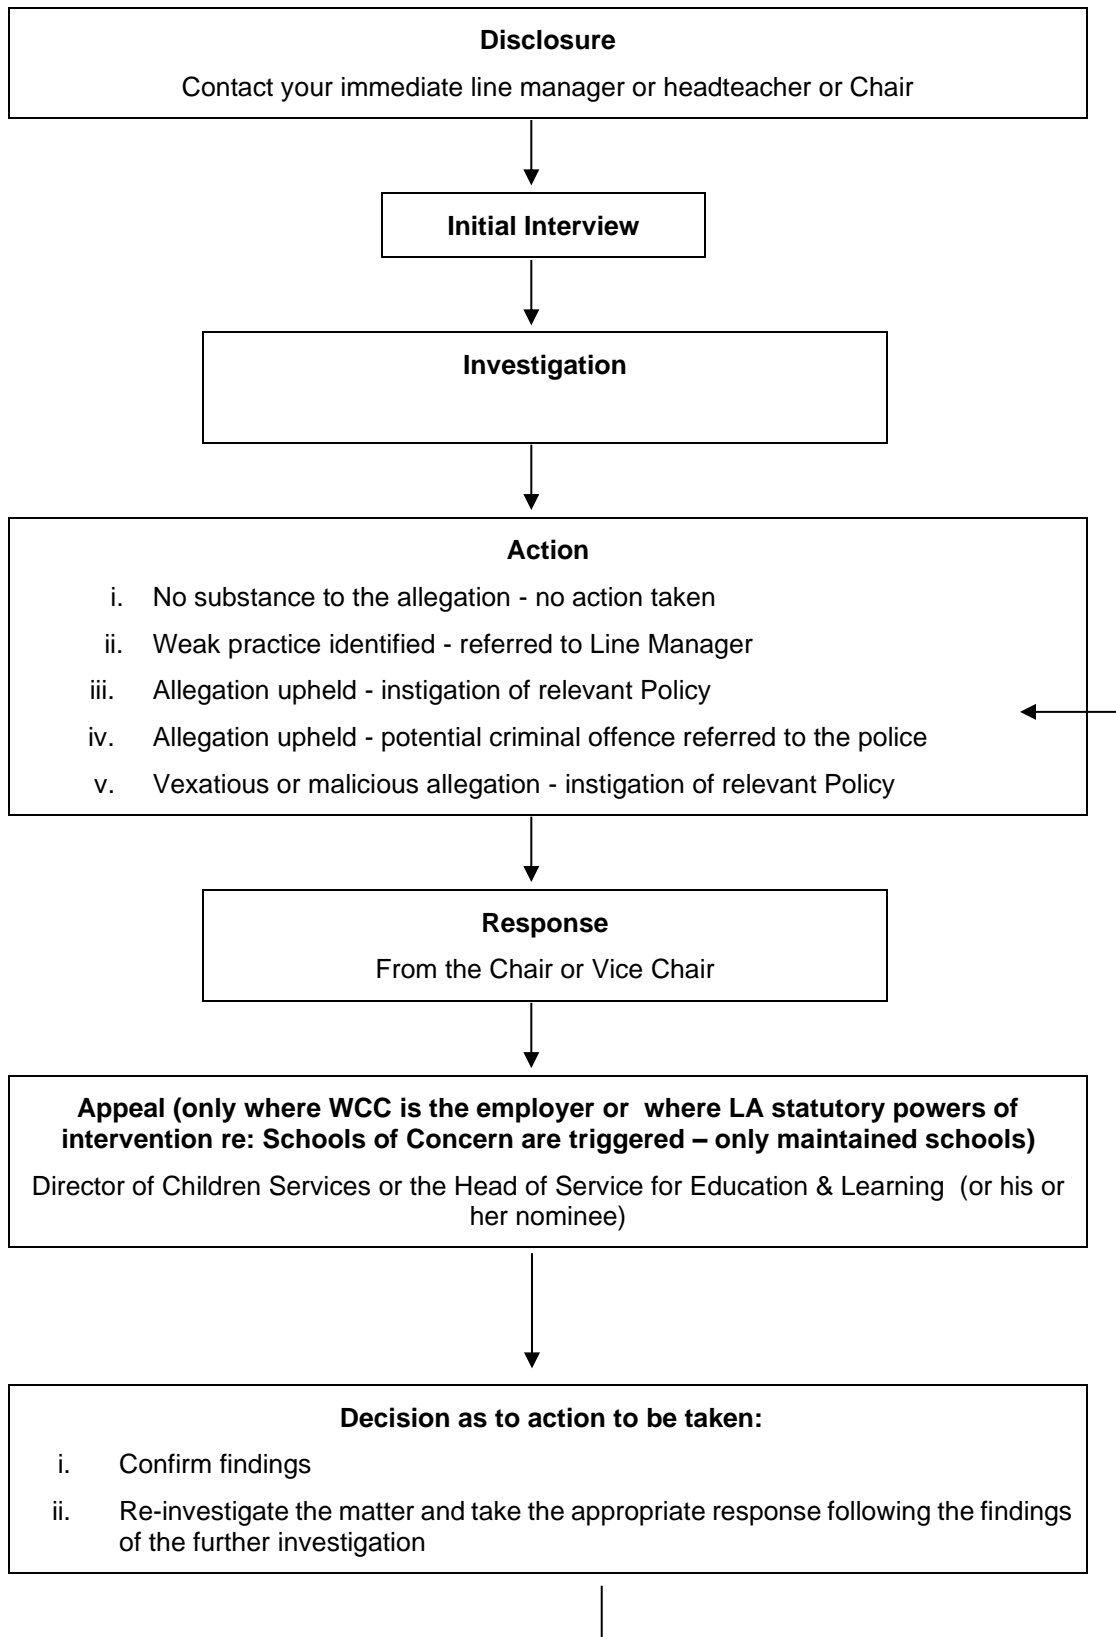 Disclosure
Contact your immediate line manager or headteacher or Chair
Initial Interview
Investigation
Action
i. No substance to the allegation - no action taken
ii. Weak practice identified - referred to Line Manager
iii. Allegation upheld - instigation of relevant Policy
iv. Allegation upheld - potential criminal offence referred to the police
v. Vexatious or malicious allegation - instigation of relevant Policy
Response
From the Chair or Vice Chair
Appeal (only where WCC is the employer or  where LA statutory powers of
intervention re: Schools of Concern are triggered – only maintained schools)
Director of Children Services or the Head of Service for Education & Learning  (or his or
her nominee)
Decision as to action to be taken:
i. Confirm findings
ii. Re-investigate the matter and take the appropriate response following the findings
of the further investigation